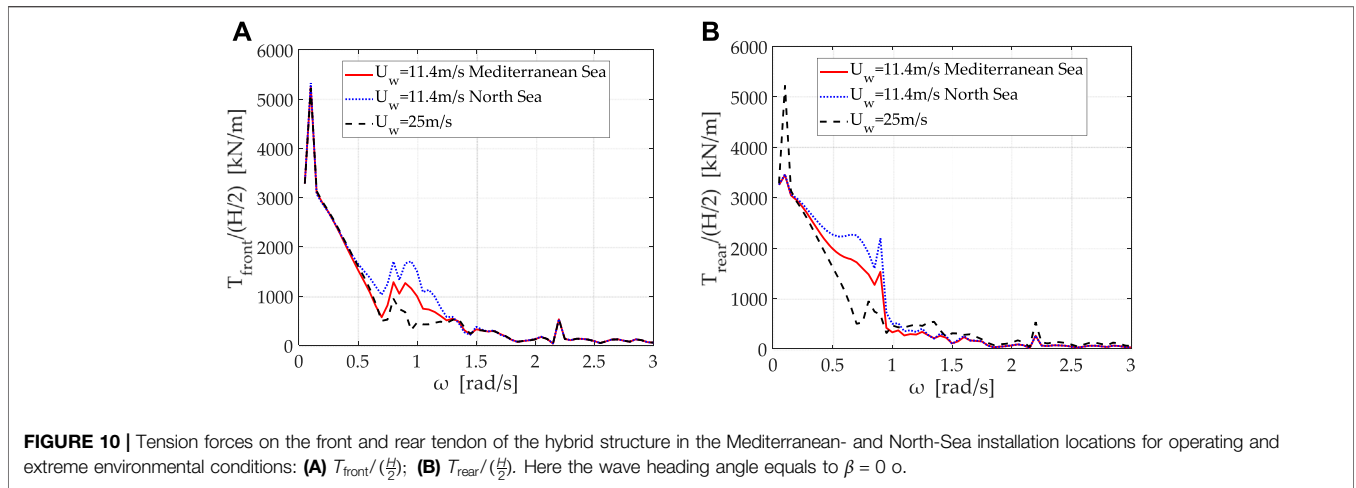 A
6000
5000
4000
3000
2000
1000
0
T_front/(H/2) [kN/m]
U_w=11.4m/s Mediterranean Sea
U_w=11.4m/s North Sea
U_w=25m/s
0 0.5 1 1.5 2 2.5 3
ω [rad/s]
B
6000
5000
4000
3000
2000
1000
0
T_rear/(H/2) [kN/m]
U_w=11.4m/s Mediterranean Sea
U_w=11.4m/s North Sea
U_w=25m/s
0 0.5 1 1.5 2 2.5 3
ω [rad/s]
FIGURE 10 | Tension forces on the front and rear tendon of the hybrid structure in the Mediterranean- and North-Sea installation locations for operating and
extreme environmental conditions: (A) T_front/(H/2); (B) T_rear/(H/2). Here the wave heading angle equals to β = 0 o.